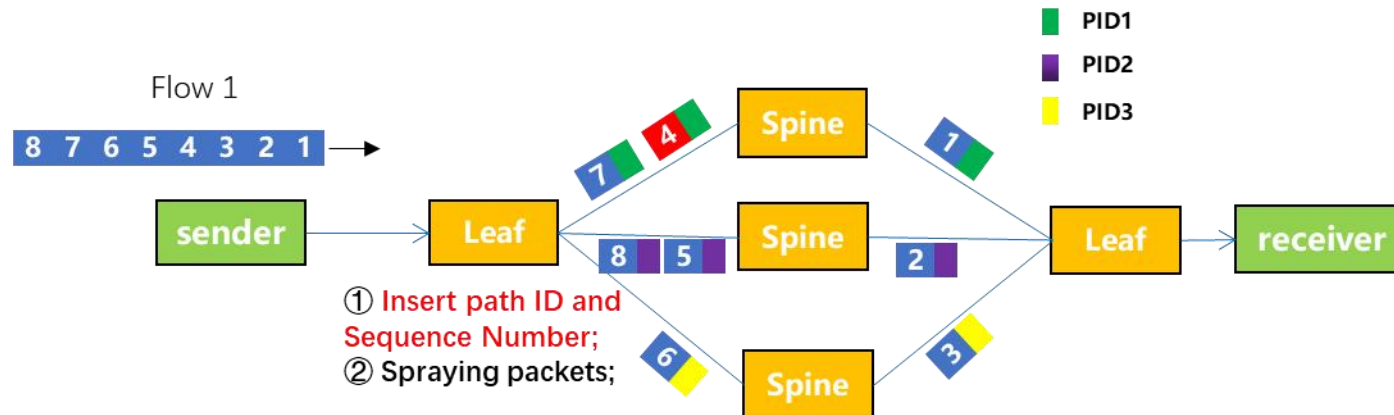 PID1
PID2
PID3
Flow 1
8 7 6 5 4 3 2 1
4
7
1
Spine
sender
Leaf
8
5
Spine
2
Leaf
receiver
① Insert path ID and
Sequence Number;
② Spraying packets;
6
3
Spine